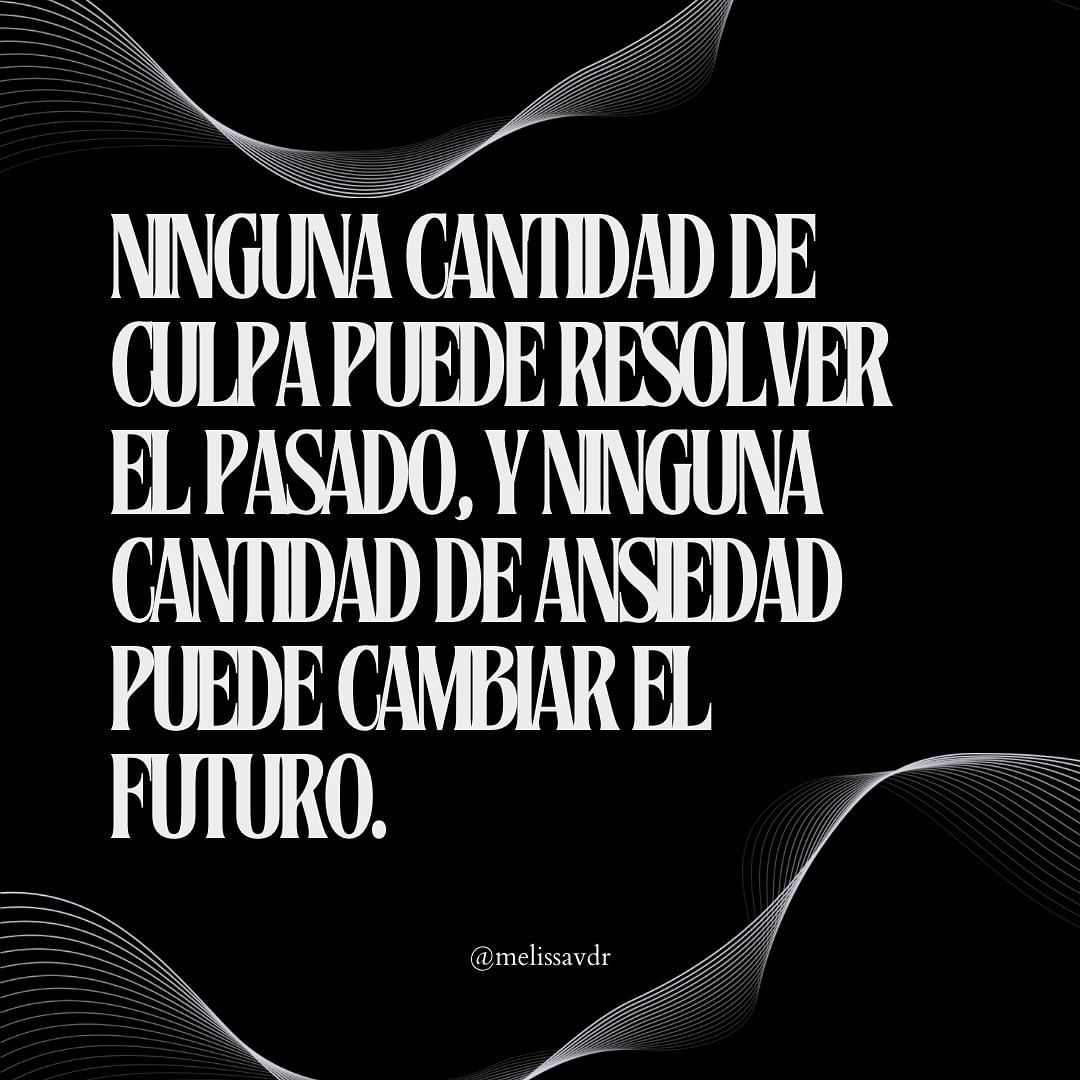 NINGUNA CANTIDAD DE
CULPA PUEDE RESOLVER
EL PASADO, Y NINGUNA
CANTIDAD DE ANSIEDAD
PUEDE CAMBIAR EL
FUTURO.
@melissavdr